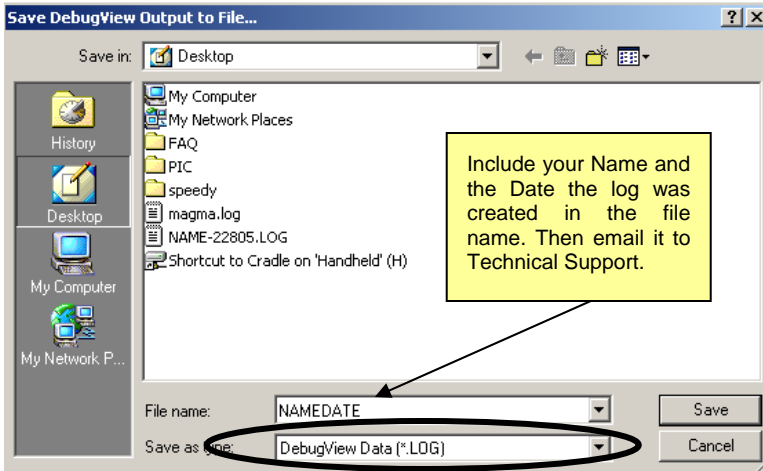 Save DebugView Output to File...
Save in: Desktop
History
Desktop
My Computer
My Network P...
My Computer
My Network Places
FAQ
PIC
speedy
magma.log
NAME-22805.LOG
Shortcut to Cradle on 'Handheld' (H)
Include your Name and
the Date the log was
created in the file
name. Then email it to
Technical Support.
File name: NAMEDATE
Save
Save as type: DebugView Data (*.LOG)
Cancel